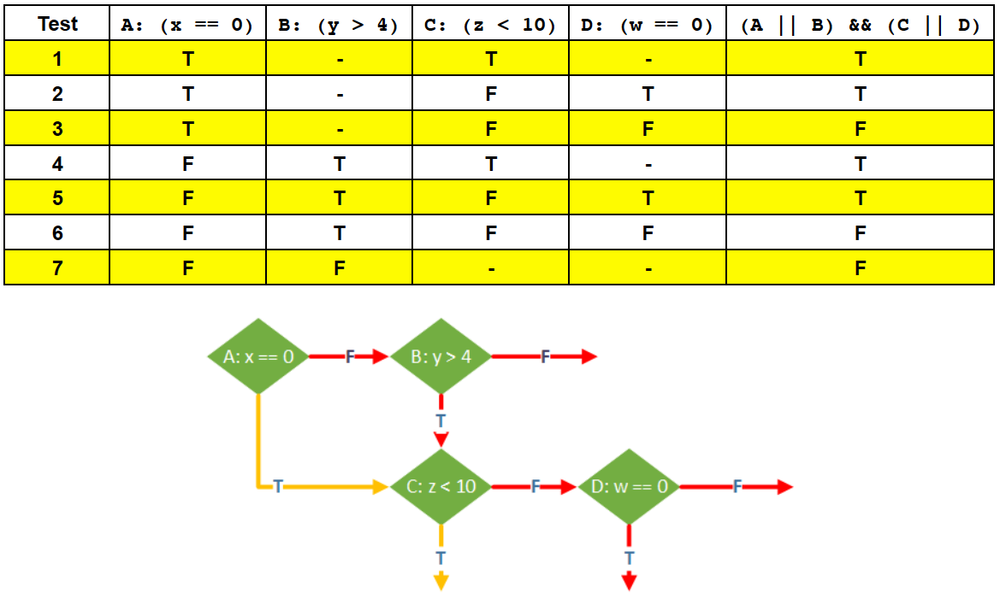 Test A: (x == 0) B: (y > 4) C: (z < 10) D: (w == 0) (A || B) && (C || D)
1 T - T - T
2 T - F T T
3 T - F F F
4 F T T - T
5 F T F T T
6 F T F F F
7 F F - - F
A: x == 0 F B: y > 4 F
T
T C: z < 10 F D: w == 0 F
T T